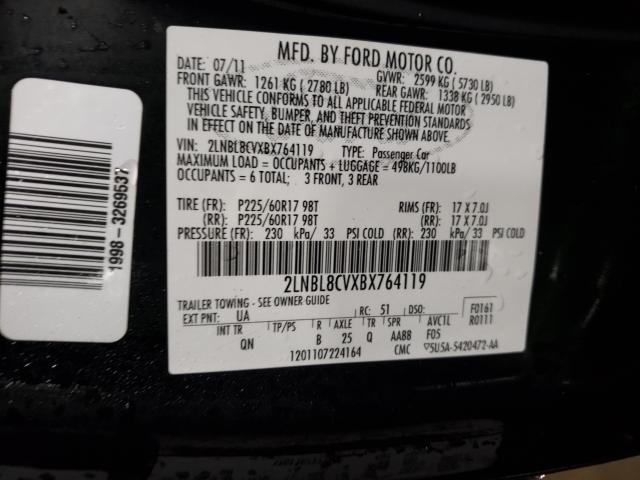 MFD. BY FORD MOTOR CO.
DATE: 07/11 GVWR: 2599 KG ( 5730 LB)
FRONT GAWR: 1261 KG ( 2780 LB) REAR GAWR: 1338 KG ( 2950 LB)
THIS VEHICLE CONFORMS TO ALL APPLICABLE FEDERAL MOTOR
VEHICLE SAFETY, BUMPER, AND THEFT PREVENTION STANDARDS
IN EFFECT ON THE DATE OF MANUFACTURE SHOWN ABOVE.
VIN: 2LNBL8CVXBX764119 TYPE: Passenger Car
MAXIMUM LOAD = OCCUPANTS + LUGGAGE = 498KG/1100LB
OCCUPANTS = 6 TOTAL: 3 FRONT, 3 REAR
TIRE (FR): P225/60R17 98T RIMS (FR): 17 X 7.0J
(RR): P225/60R17 98T (RR): 17 X 7.0J
PRESSURE (FR): 230 kPa/ 33 PSI COLD (RR): 230 kPa/ 33 PSI COLD
2LNBL8CVXBX764119
TRAILER TOWING - SEE OWNER GUIDE
EXT PNT: UA RC: 51 DSO: F0161
INT TR TP/PS R AXLE TR SPR AVC1L R0111
QN B 25 Q AA88 F05
1201107224164 CMC 5U5A-5420472-AA
1998-3269537